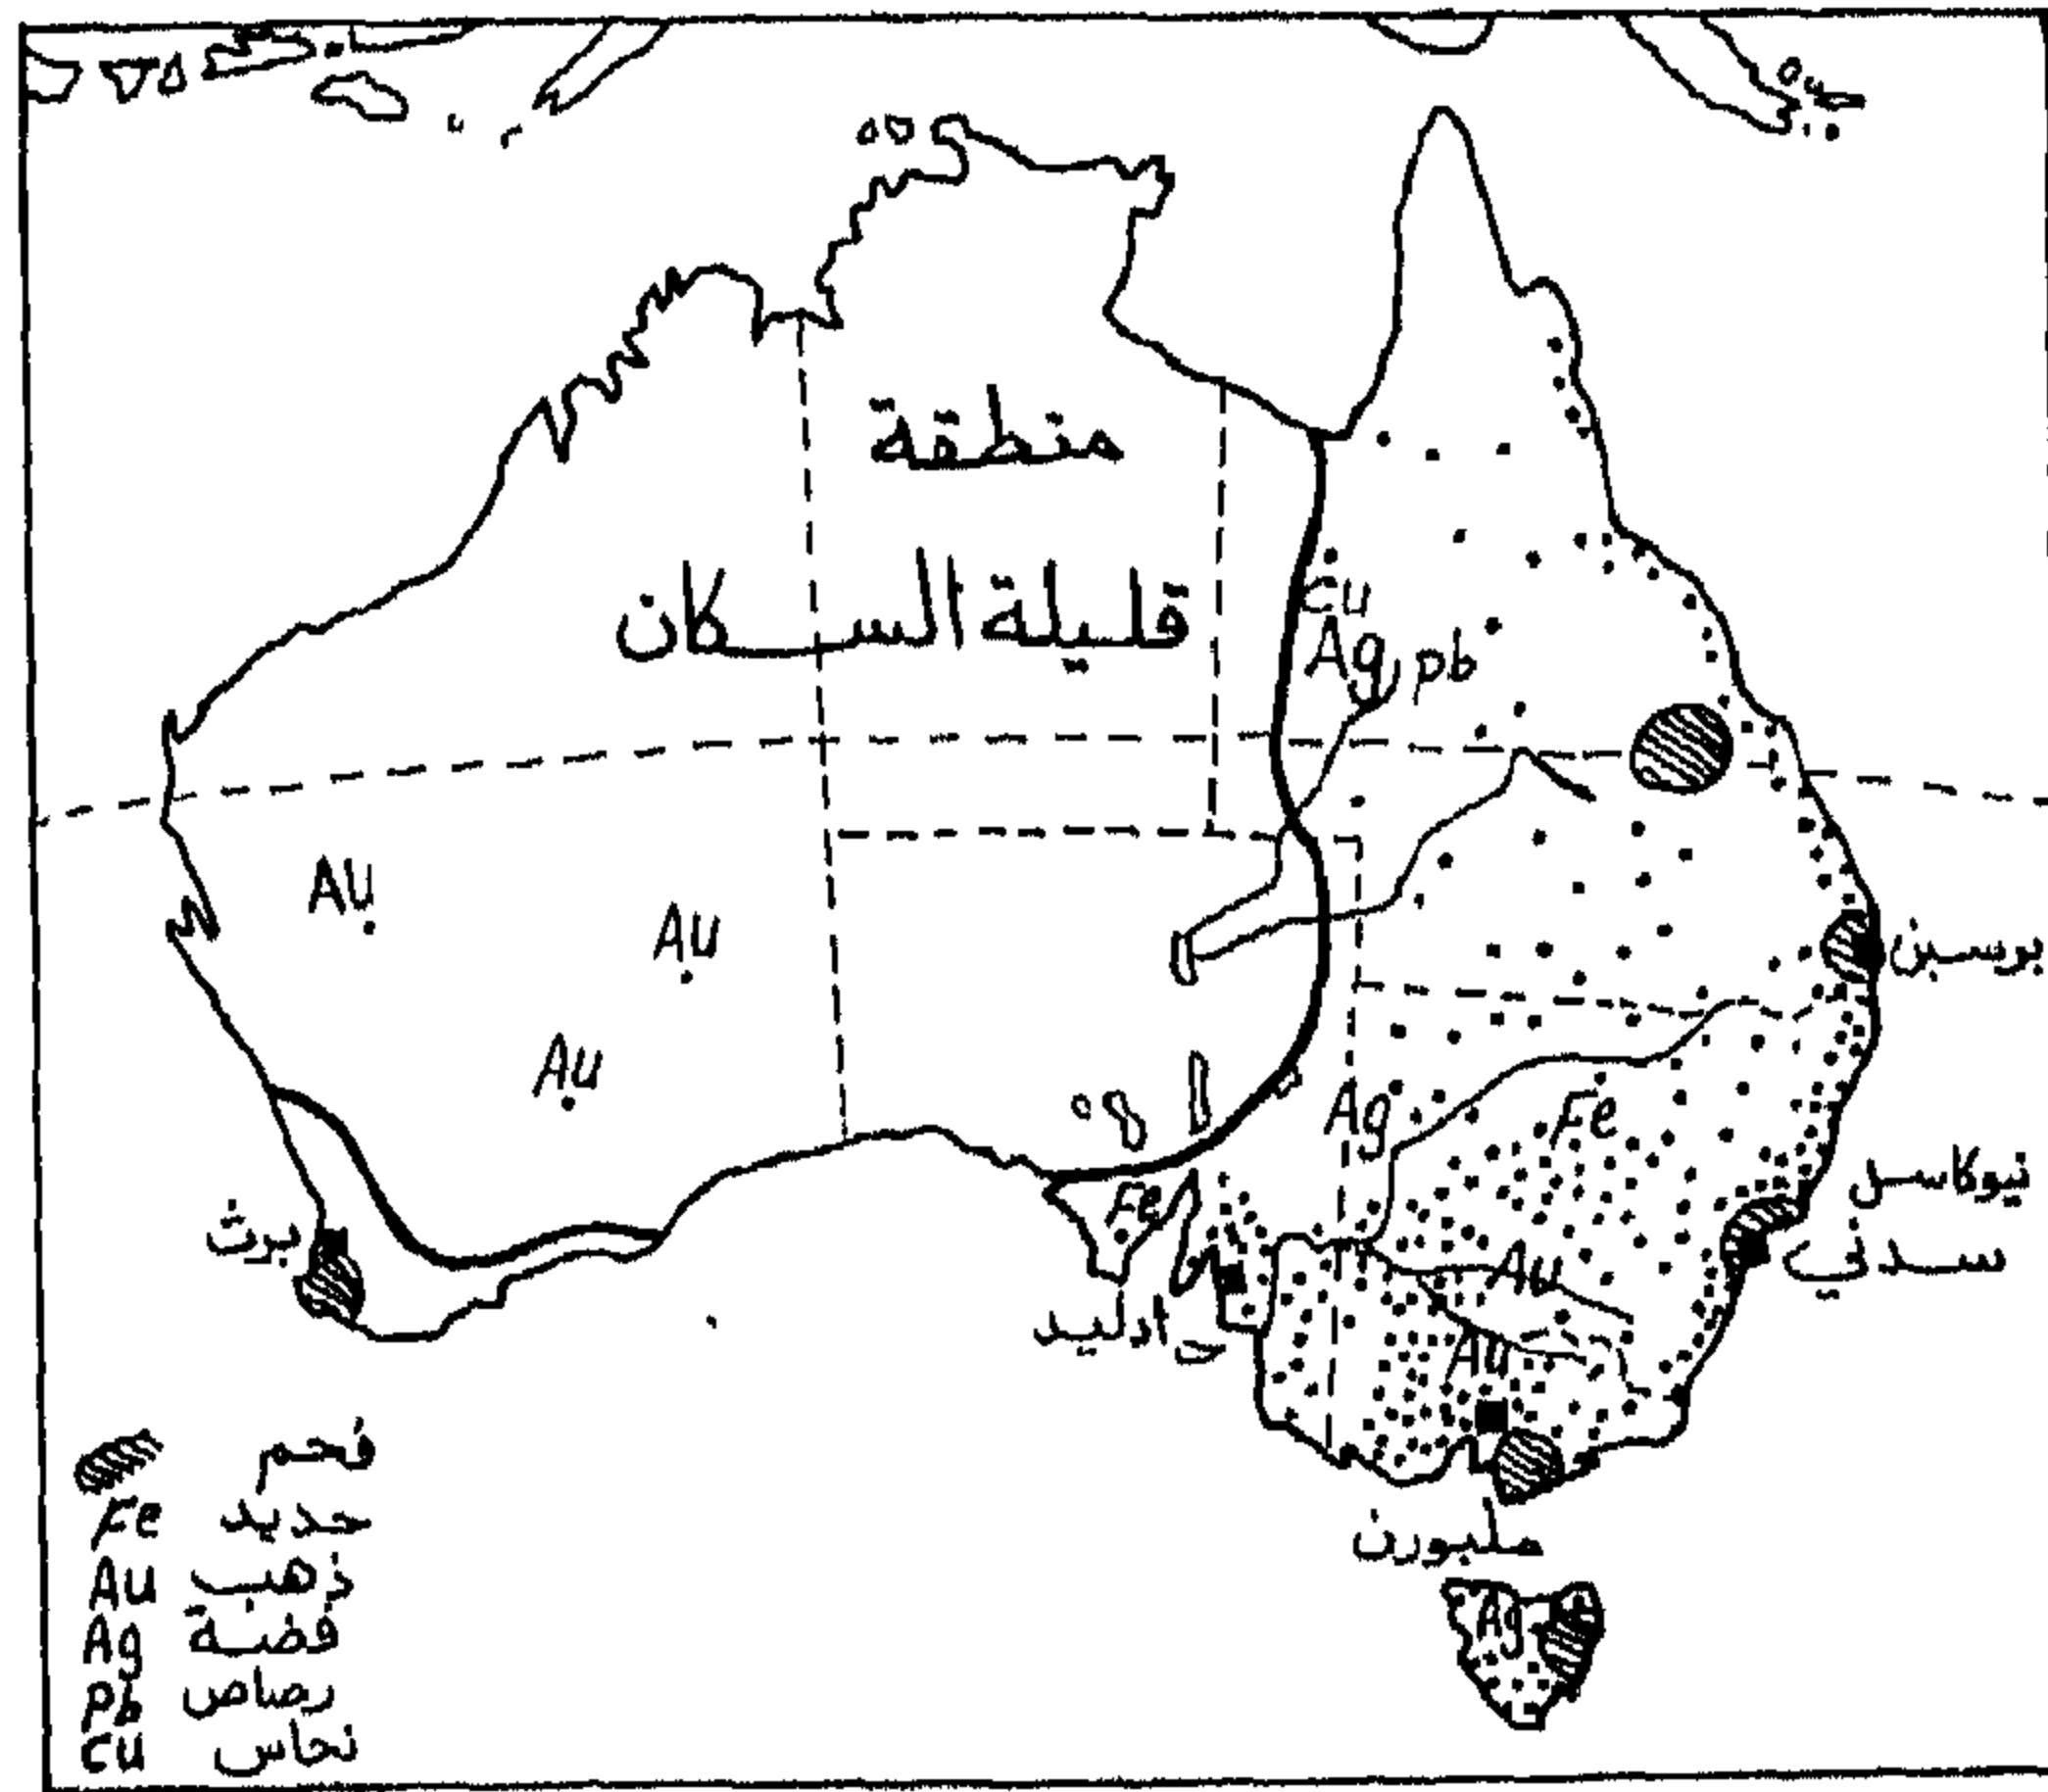 منطقة
قليلة السكان
Cu
Ag, pb
Au
Au
برسبن
Au
Ag
Fe
نيوكاسل
Fe
برث
سدني
Au
ادليد
Au
ملبورن
Ag
فحم
Fe حديد
Au ذهب
Ag فضة
Pb رصاص
Cu نحاس